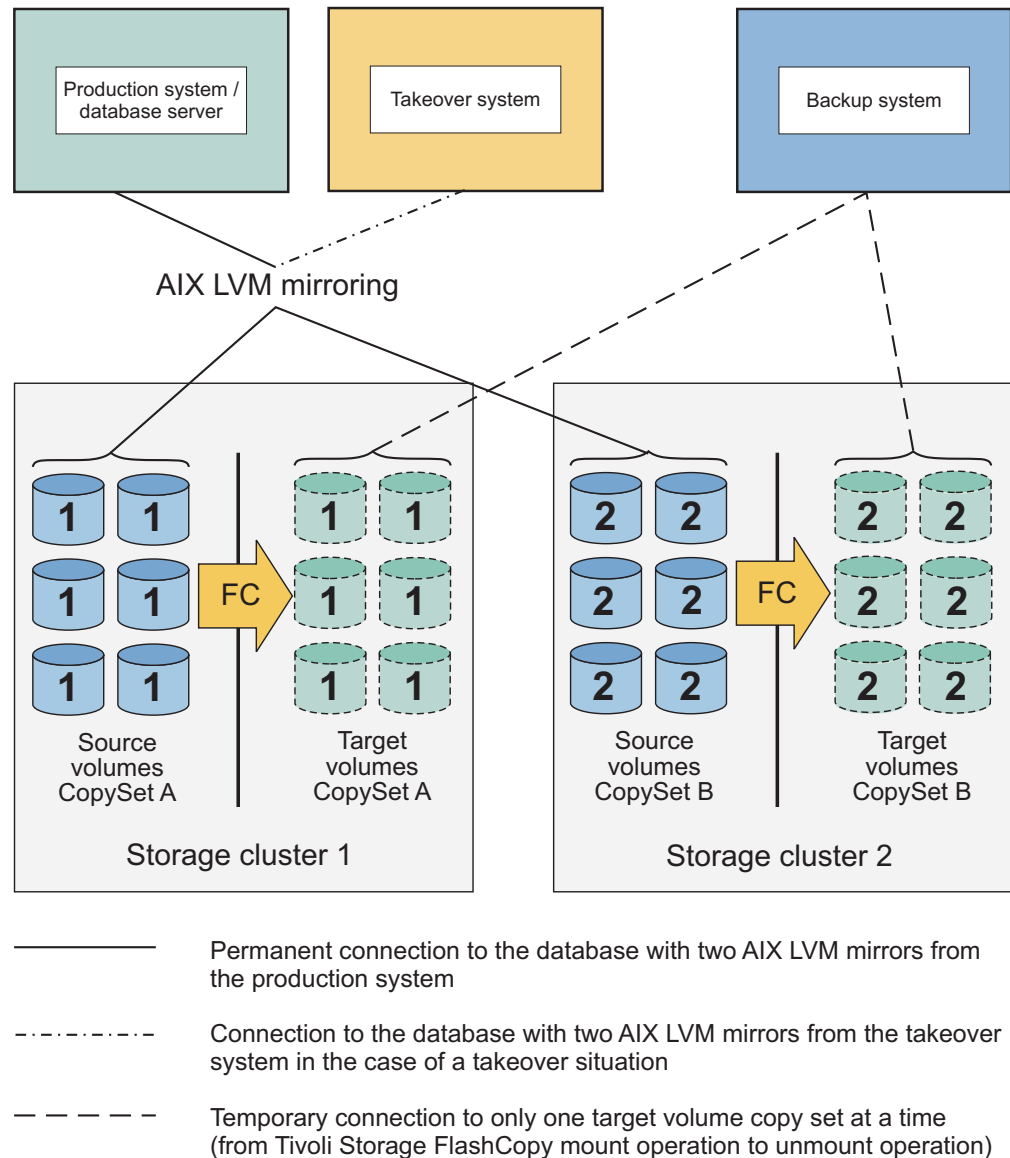 Production system /
database server
Takeover system
Backup system
AIX LVM mirroring
1 1 1 1
1 1 1 1
1 1 1 1
FC
Source
volumes
CopySet A
Target
volumes
CopySet A
Storage cluster 1
2 2 2 2
2 2 2 2
2 2 2 2
FC
Source
volumes
CopySet B
Target
volumes
CopySet B
Storage cluster 2
Permanent connection to the database with two AIX LVM mirrors from
the production system
Connection to the database with two AIX LVM mirrors from the takeover
system in the case of a takeover situation
Temporary connection to only one target volume copy set at a time
(from Tivoli Storage FlashCopy mount operation to unmount operation)